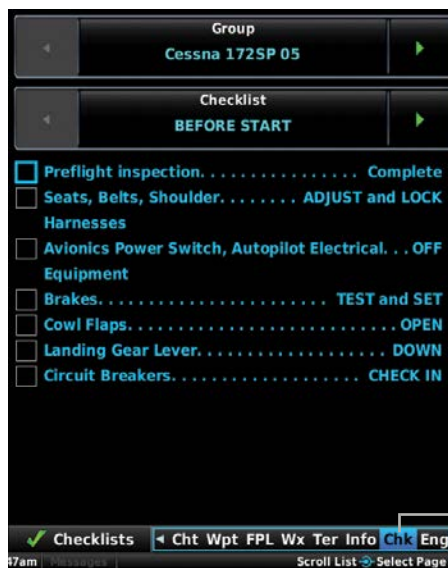 Group
Cessna 172SP 05
Checklist
BEFORE START
Preflight inspection. . . . . . . . . . . . . . . . Complete
Seats, Belts, Shoulder. . . . . . . . ADJUST and LOCK
Harnesses
Avionics Power Switch, Autopilot Electrical. . . OFF
Equipment
Brakes. . . . . . . . . . . . . . . . . . . . . . TEST and SET
Cowl Flaps. . . . . . . . . . . . . . . . . . . . . . . . . . OPEN
Landing Gear Lever. . . . . . . . . . . . . . . . . . DOWN
Circuit Breakers. . . . . . . . . . . . . . . . . . CHECK IN
Checklists Cht Wpt FPL Wx Ter Info Chk Eng
47am Messages Scroll List Select Page